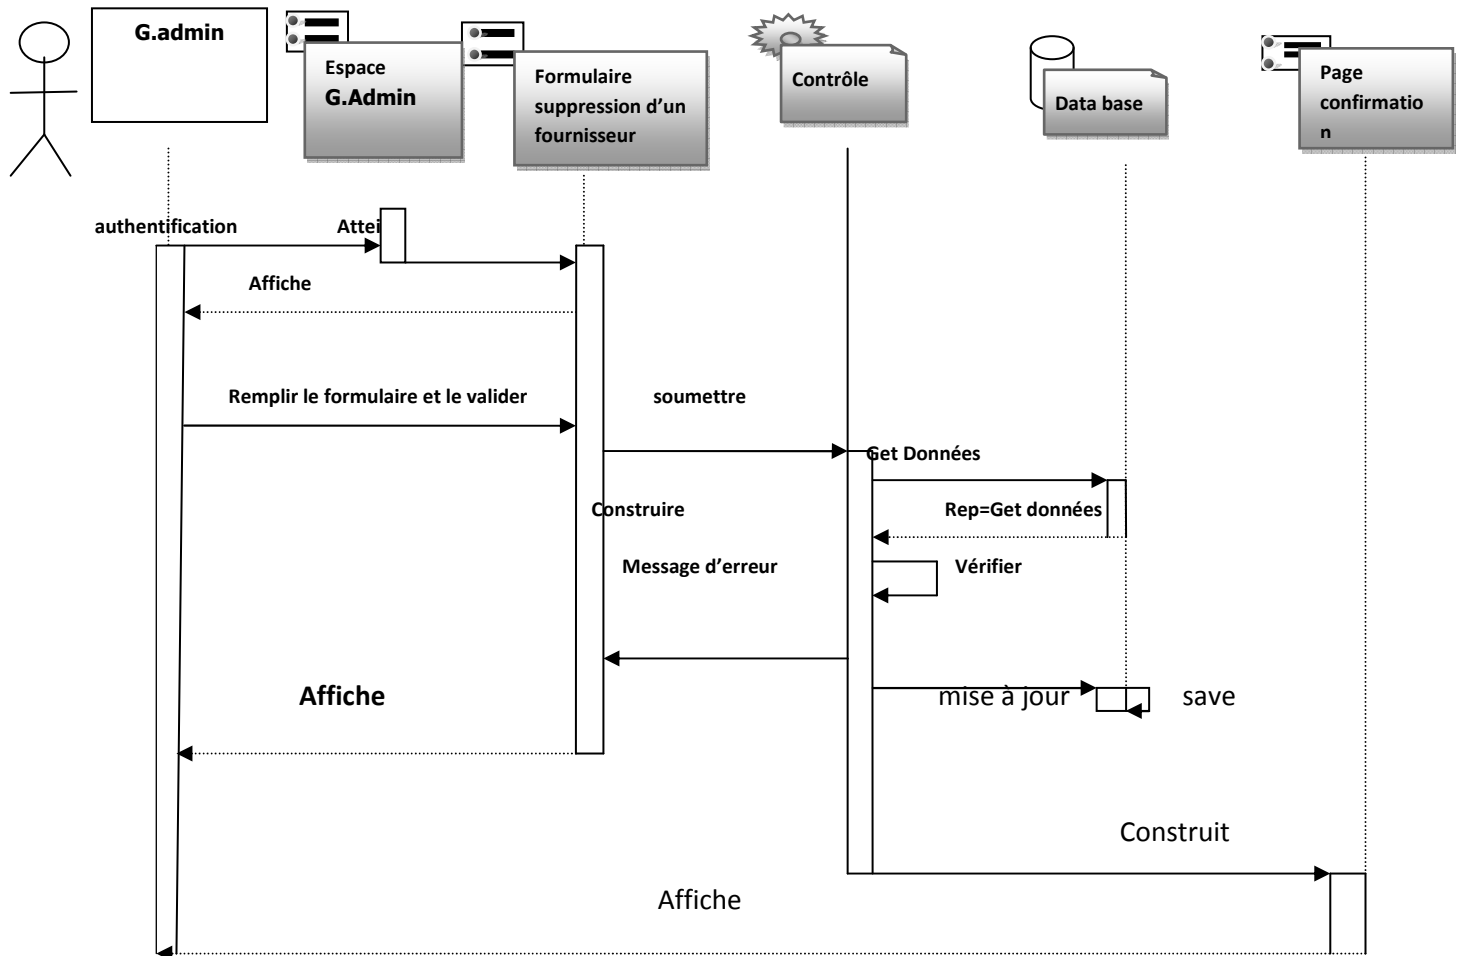 G.admin
Espace
G.Admin
Formulaire
suppression d’un
fournisseur
Contrôle
Data base
Page
confirmatio
n
authentification
Attei
Affiche
Remplir le formulaire et le valider
soumettre
Get Données
Construire
Rep=Get données
Message d’erreur
Vérifier
Affiche
mise à jour
save
Construit
Affiche